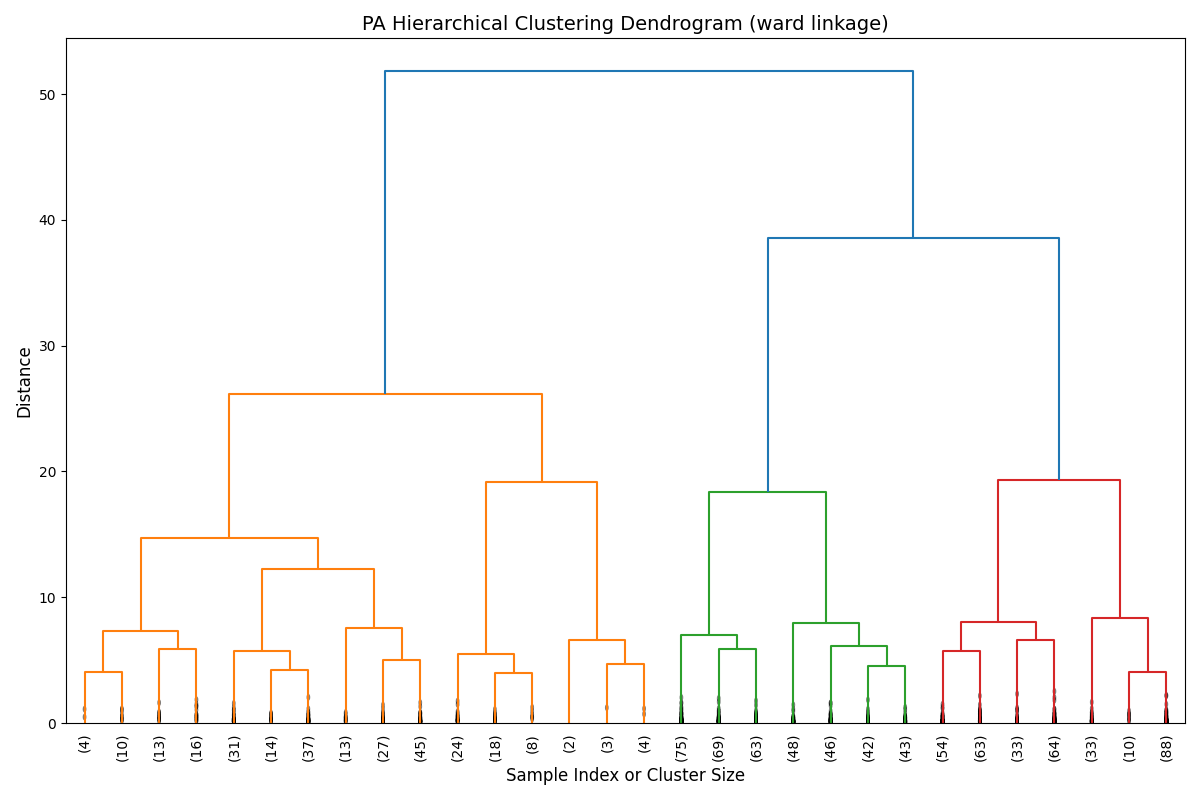 PA Hierarchical Clustering Dendrogram (ward linkage)
50
40
30
20
10
0
Distance
(4) (10) (13) (16) (31) (14) (37) (13) (27) (45) (24) (18) (8) (2) (3) (4) (75) (69) (63) (48) (46) (42) (43) (54) (63) (33) (64) (33) (10) (88)
Sample Index or Cluster Size